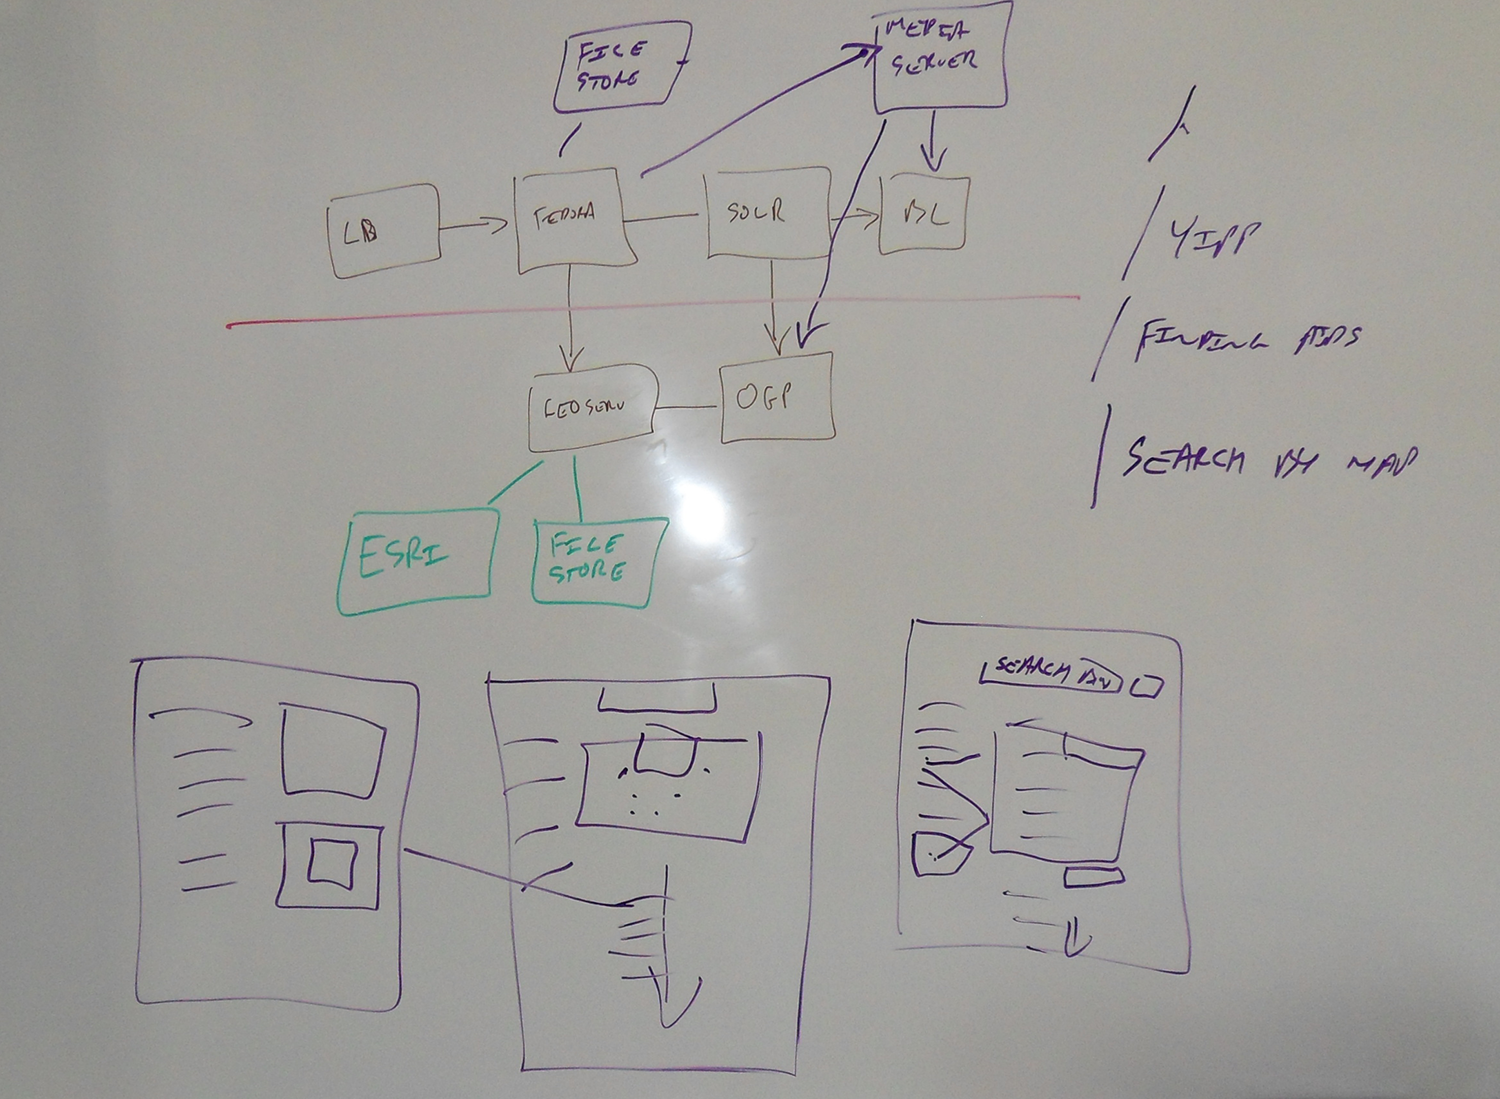 FILE
STORE
MEDIA
SERVER
LB
FEDORA
SOLR
BL
YIPP
FINDING AIDS
GEOSERV
OGP
SEARCH BY MAP
ESRI
FILE
STORE
SEARCH